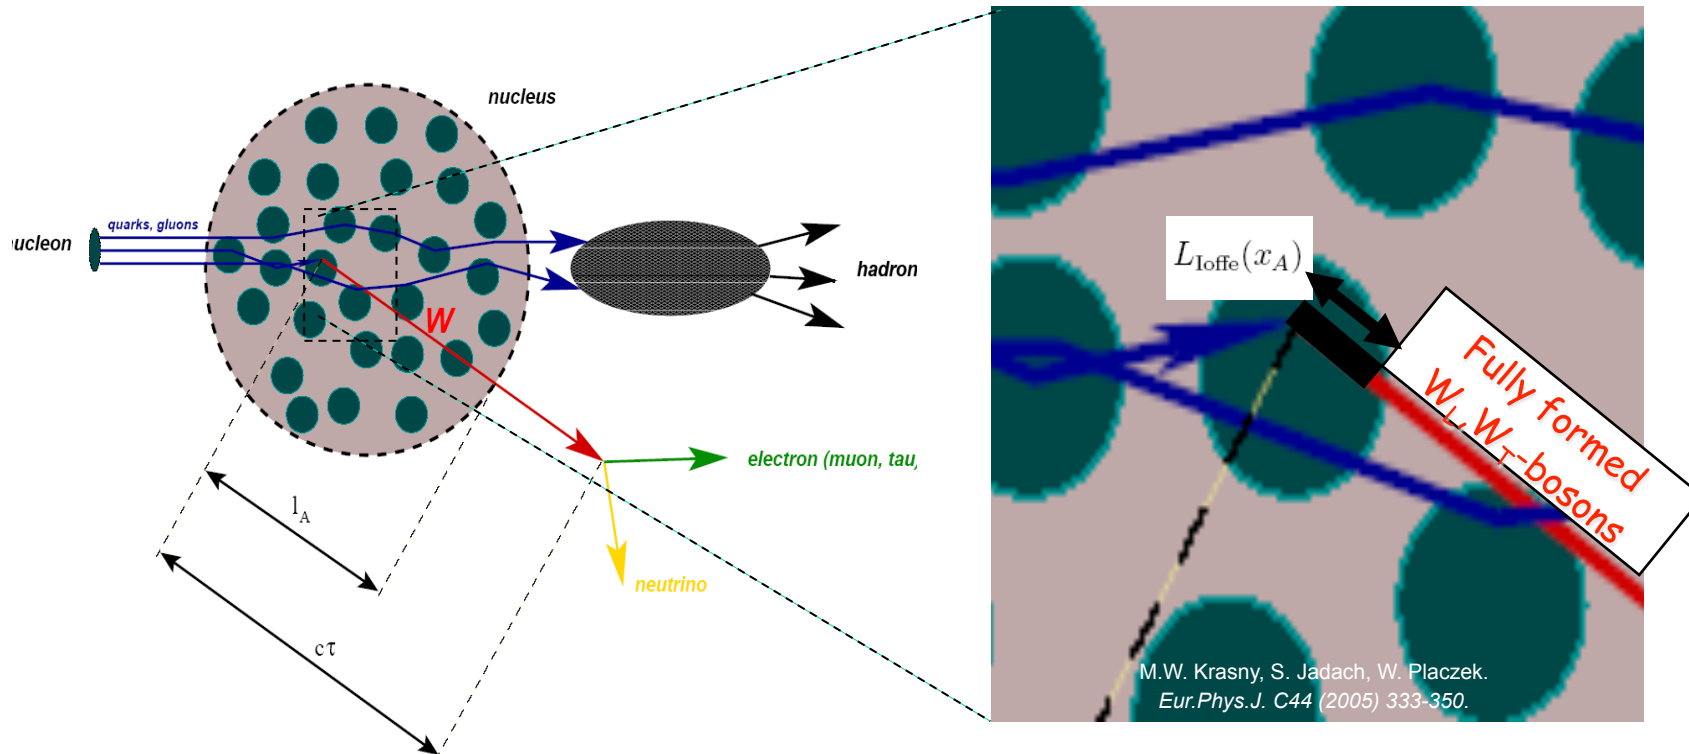 nucleus
quarks, gluons
ucleon
hadron
W
electron (muon, tau,
neutrino
l_A
cτ
L_Ioffe(x_A)
Fully formed
W_L, W_T-bosons
M.W. Krasny, S. Jadach, W. Placzek.
Eur.Phys.J. C44 (2005) 333-350.